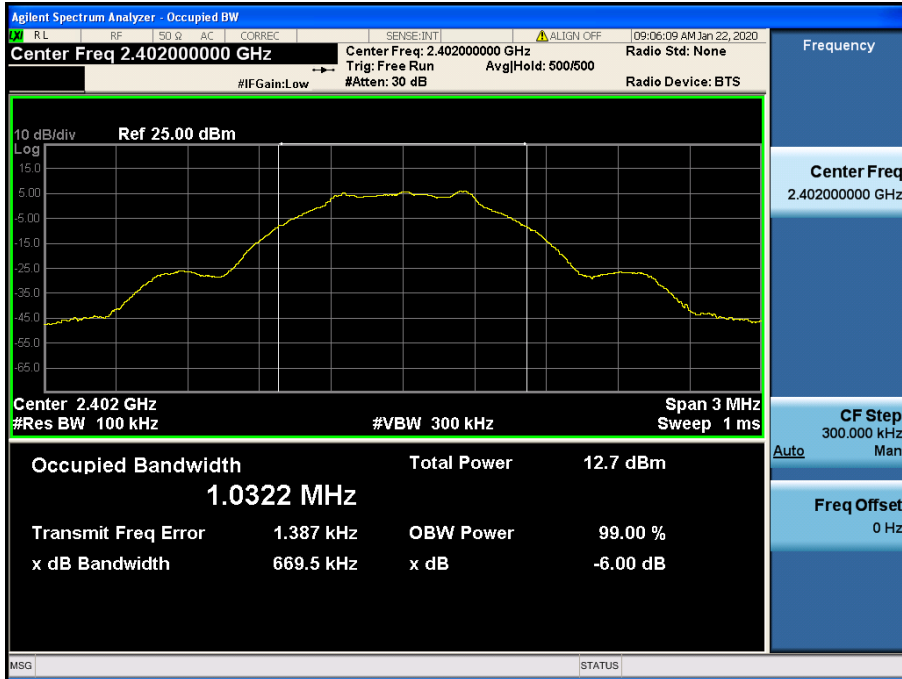 Agilent Spectrum Analyzer - Occupied BW
LXI RL RF 50 Ω AC CORREC SENSE:INT ALIGN OFF 09:06:09 AM Jan 22, 2020
Center Freq 2.402000000 GHz
Center Freq: 2.402000000 GHz
Radio Std: None
Trig: Free Run
Avg|Hold: 500/500
#IFGain:Low
#Atten: 30 dB
Radio Device: BTS
10 dB/div
Ref 25.00 dBm
Log
15.0
5.00
-5.00
-15.0
-25.0
-35.0
-45.0
-55.0
-65.0
Center 2.402 GHz
Span 3 MHz
#Res BW 100 kHz
#VBW 300 kHz
Sweep 1 ms
Occupied Bandwidth
Total Power
12.7 dBm
1.0322 MHz
Transmit Freq Error
1.387 kHz
OBW Power
99.00 %
x dB Bandwidth
669.5 kHz
x dB
-6.00 dB
MSG
STATUS
Frequency
Center Freq
2.402000000 GHz
CF Step
300.000 kHz
Auto Man
Freq Offset
0 Hz